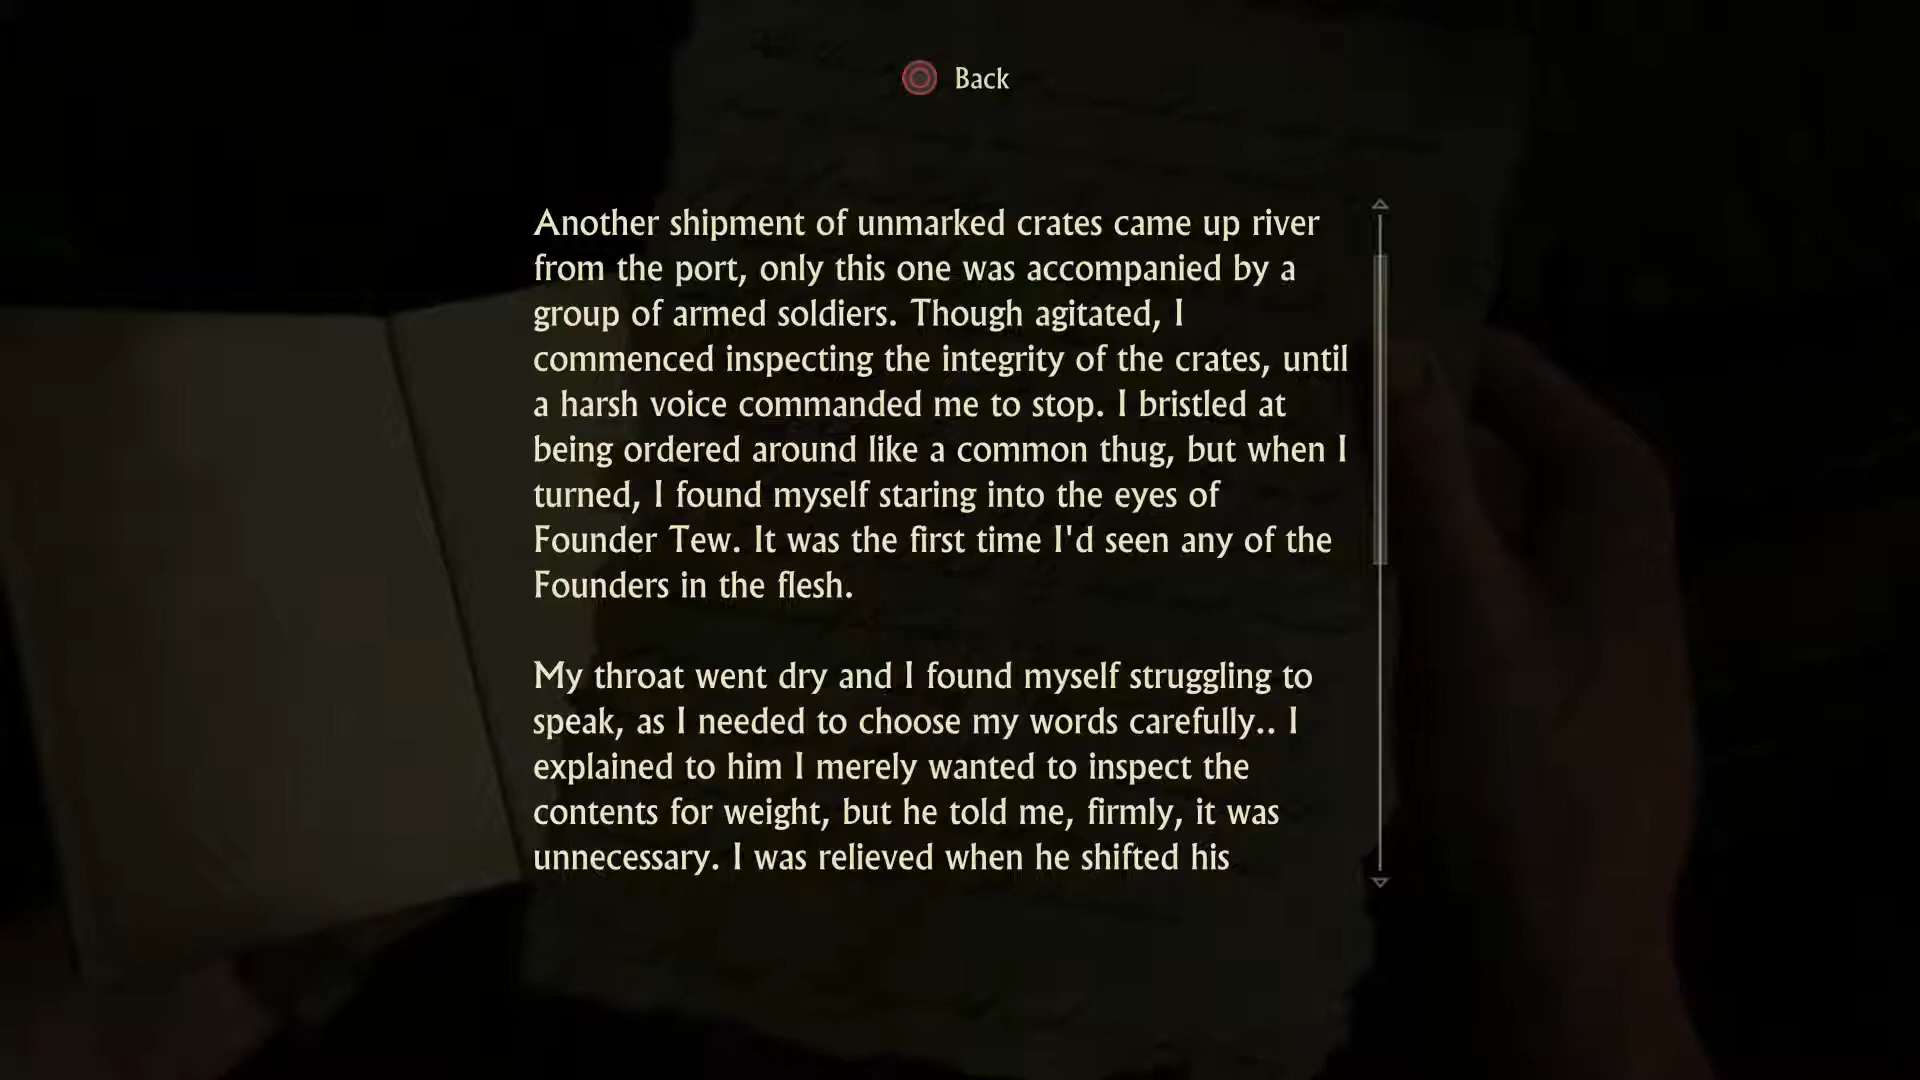 Back
Another shipment of unmarked crates came up river
from the port, only this one was accompanied by a
group of armed soldiers. Though agitated, I
commenced inspecting the integrity of the crates, until
a harsh voice commanded me to stop. I bristled at
being ordered around like a common thug, but when I
turned, I found myself staring into the eyes of
Founder Tew. It was the first time I'd seen any of the
Founders in the flesh.
My throat went dry and I found myself struggling to
speak, as I needed to choose my words carefully.. I
explained to him I merely wanted to inspect the
contents for weight, but he told me, firmly, it was
unnecessary. I was relieved when he shifted his